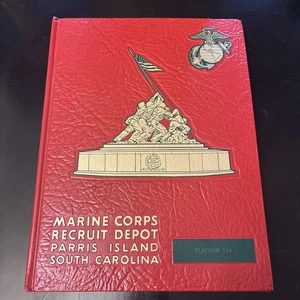 MARINE CORPS
RECRUIT DEPOT
PARRIS ISLAND
SOUTH CAROLINA
PLATOON